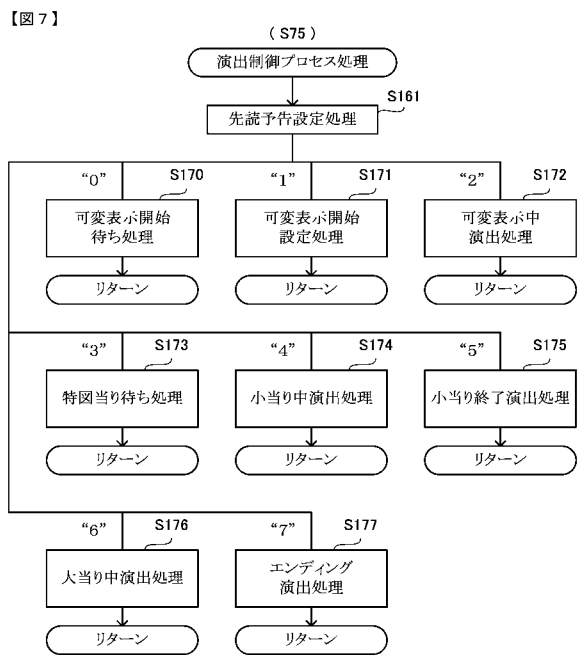 【図7】
(S75)
演出制御プロセス処理
S161
先読予告設定処理
“0” S170 “1” S171 “2” S172
可変表示開始
待ち処理
可変表示開始
設定処理
可変表示中
演出処理
リターン リターン リターン
“3” S173 “4” S174 “5” S175
特図当り待ち処理 小当り中演出処理 小当り終了演出処理
リターン リターン リターン
“6” S176 “7” S177
大当り中演出処理
エンディング
演出処理
リターン リターン